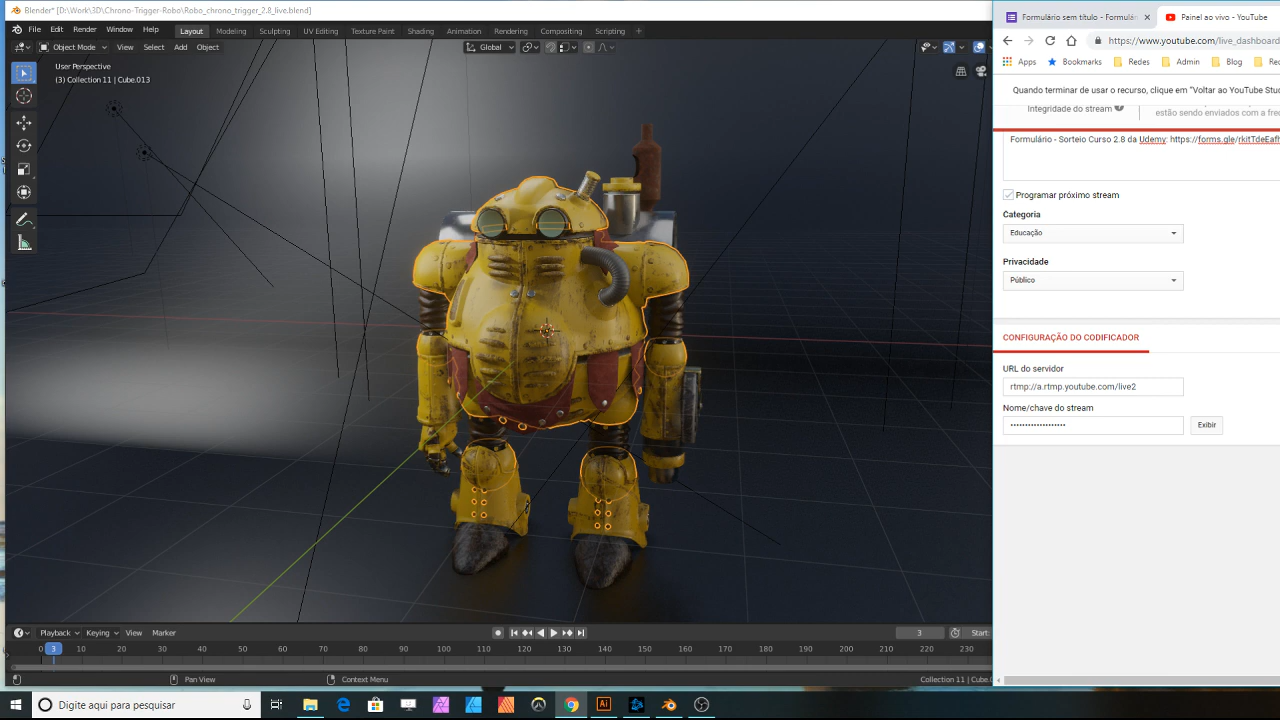 Blender* [D:\Work\3D\Chrono-Trigger-Robo\Robo_chrono_trigger_2.8_live.blend]
File Edit Render Window Help Layout Modeling Sculpting UV Editing Texture Paint Shading Animation Rendering Compositing Scripting
Object Mode View Select Add Object Global
User Perspective
(3) Collection 11 | Cube.013
Playback Keying View Marker 3 Start:
0 3 10 20 30 40 50 60 70 80 90 100 110 120 130 140 150 160 170 180 190 200 210 220 230
Pan View Context Menu Collection 11 | Cube.0
Formulário sem título - Formulá
Painel ao vivo - YouTube
https://www.youtube.com/live_dashboard
Apps Bookmarks Redes Admin Blog Rec
Quando terminar de usar o recurso, clique em "Voltar ao YouTube Stu
Integridade do stream
estão sendo enviados com a freq
Formulário - Sorteio Curso 2.8 da Udemy: https://forms.gle/rkitTdeEafh
Programar próximo stream
Categoria
Educação
Privacidade
Público
CONFIGURAÇÃO DO CODIFICADOR
URL do servidor
rtmp://a.rtmp.youtube.com/live2
Nome/chave do stream
Exibir
Digite aqui para pesquisar
Ai